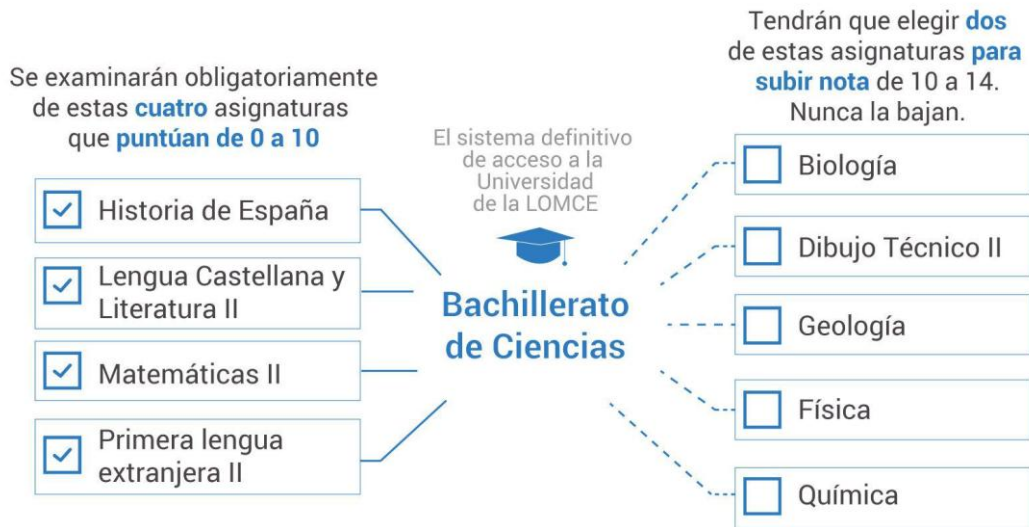 Se examinarán obligatoriamente
de estas cuatro asignaturas
que puntúan de 0 a 10
Historia de España
Lengua Castellana y
Literatura II
Matemáticas II
Primera lengua
extranjera II
El sistema definitivo
de acceso a la
Universidad
de la LOMCE
Bachillerato
de Ciencias
Tendrán que elegir dos
de estas asignaturas para
subir nota de 10 a 14.
Nunca la bajan.
Biología
Dibujo Técnico II
Geología
Física
Química